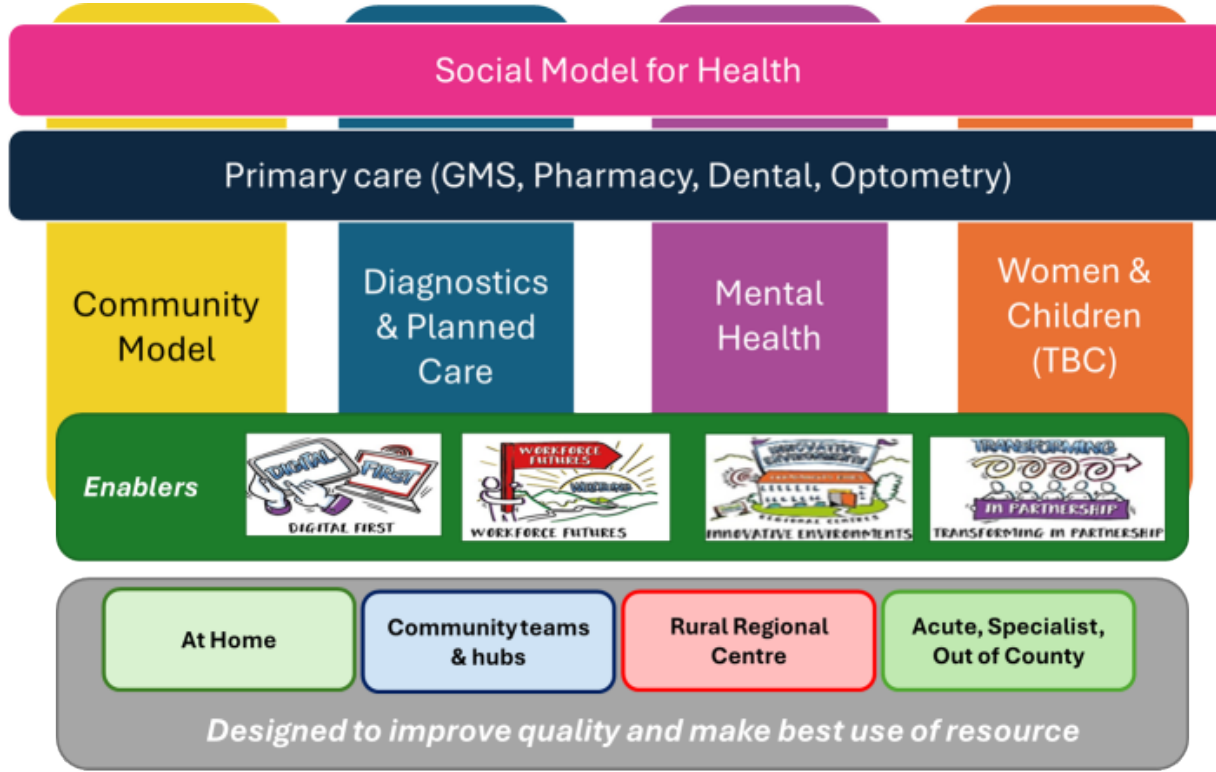 Social Model for Health
Primary care (GMS, Pharmacy, Dental, Optometry)
Community
Model
Diagnostics
& Planned
Care
Mental
Health
Women &
Children
(TBC)
Enablers
DIGITAL FIRST
DIGITAL FIRST
WORKFORCE
FUTURES
WORKFORCE FUTURES
INNOVATIVE
ENVIRONMENTS
REGIONAL CENTRES
INNOVATIVE ENVIRONMENTS
TRANSFORMING
IN PARTNERSHIP
TRANSFORMING IN PARTNERSHIP
At Home
Community teams
& hubs
Rural Regional
Centre
Acute, Specialist,
Out of County
Designed to improve quality and make best use of resource